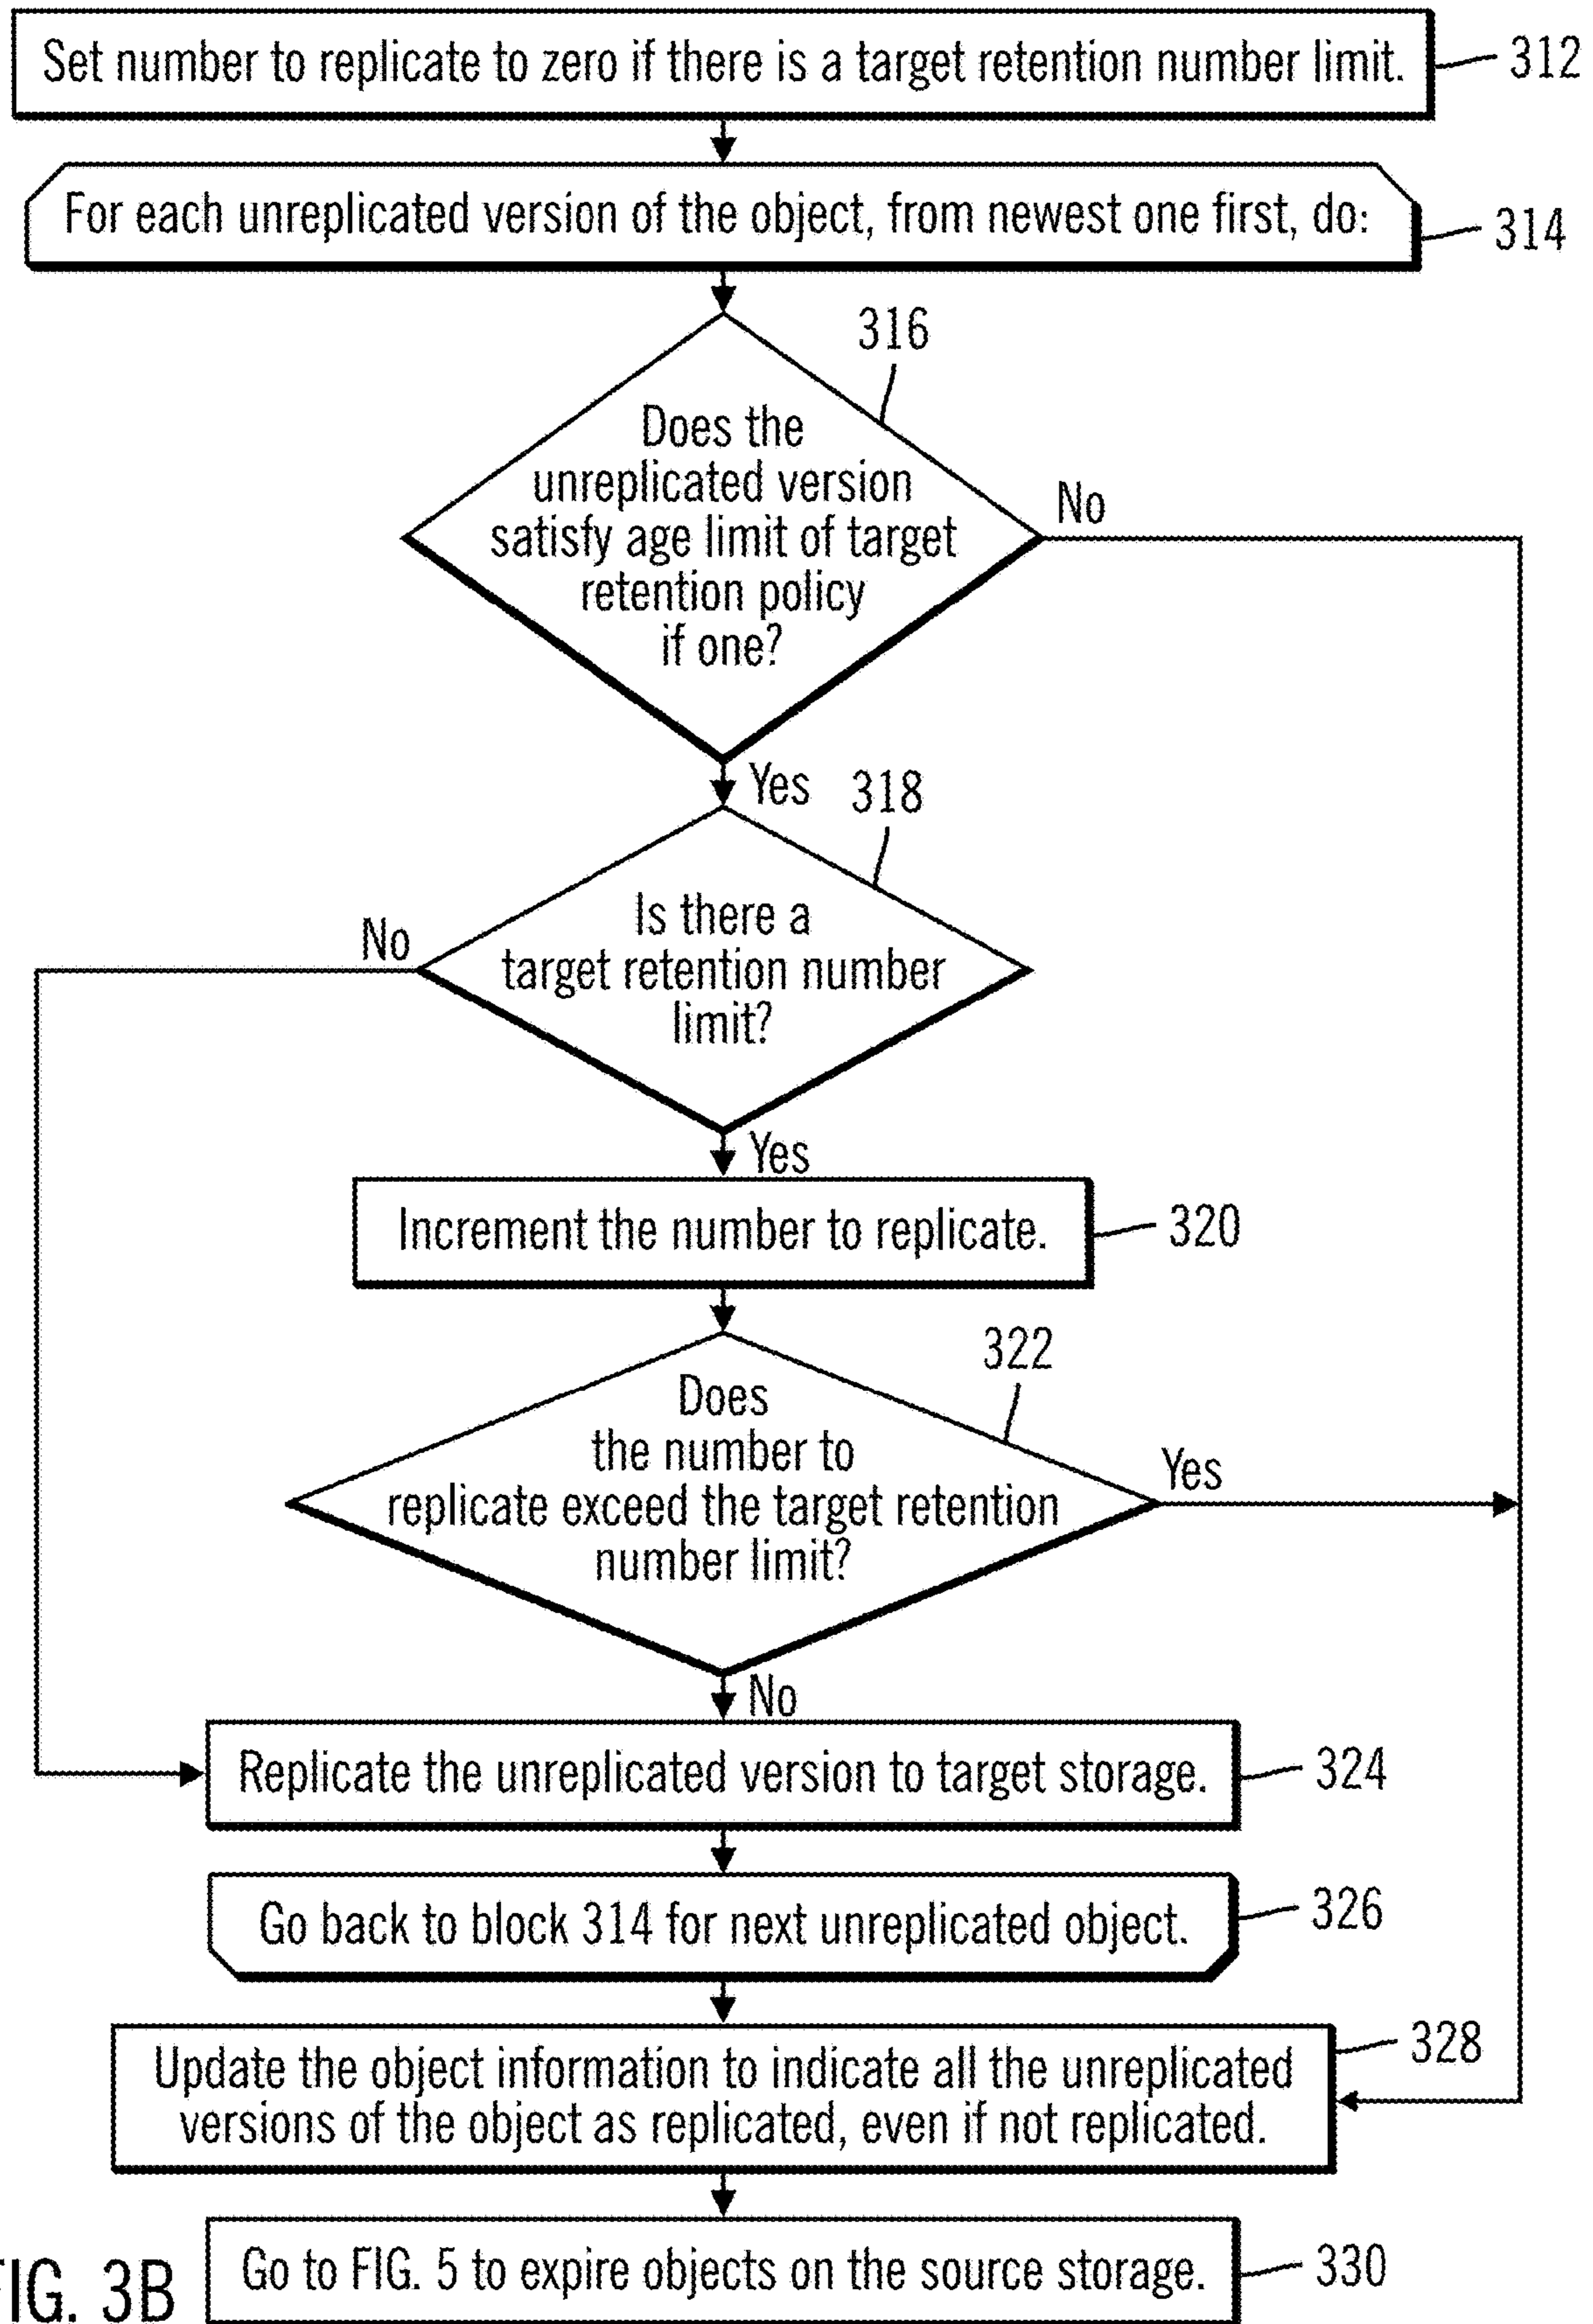 Set number to replicate to zero if there is a target retention number limit.
312
For each unreplicated version of the object, from newest one first, do:
314
316
Does the
unreplicated version
satisfy age limit of target
retention policy
if one?
No
Yes
318
Is there a
target retention number
limit?
No
Yes
Increment the number to replicate.
320
322
Does
the number to
replicate exceed the target retention
number limit?
Yes
No
Replicate the unreplicated version to target storage.
324
Go back to block 314 for next unreplicated object.
326
Update the object information to indicate all the unreplicated
versions of the object as replicated, even if not replicated.
328
Go to FIG. 5 to expire objects on the source storage.
330
FIG. 3B